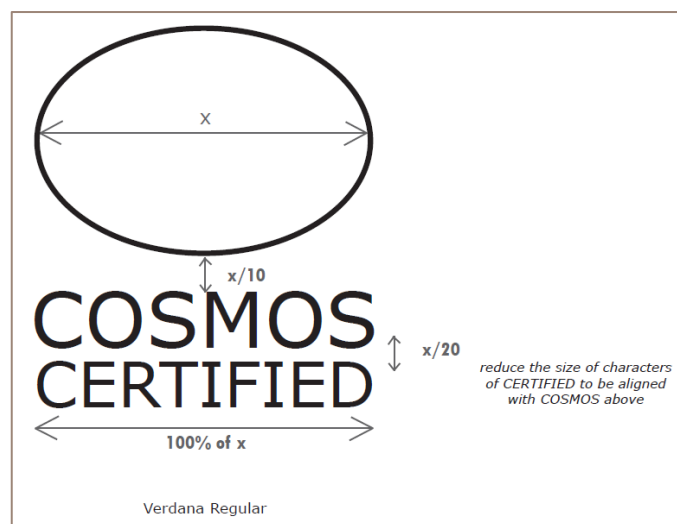 X
x/10
COSMOS
x/20
CERTIFIED
reduce the size of characters
of CERTIFIED to be aligned
with COSMOS above
100% of x
Verdana Regular